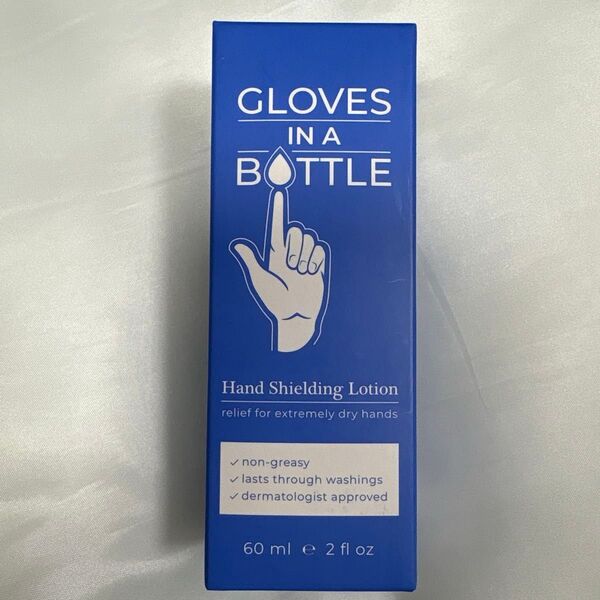 GLOVES
IN A
BOTTLE
Hand Shielding Lotion
relief for extremely dry hands
✓ non-greasy
✓ lasts through washings
✓ dermatologist approved
60 ml ℮ 2 fl oz